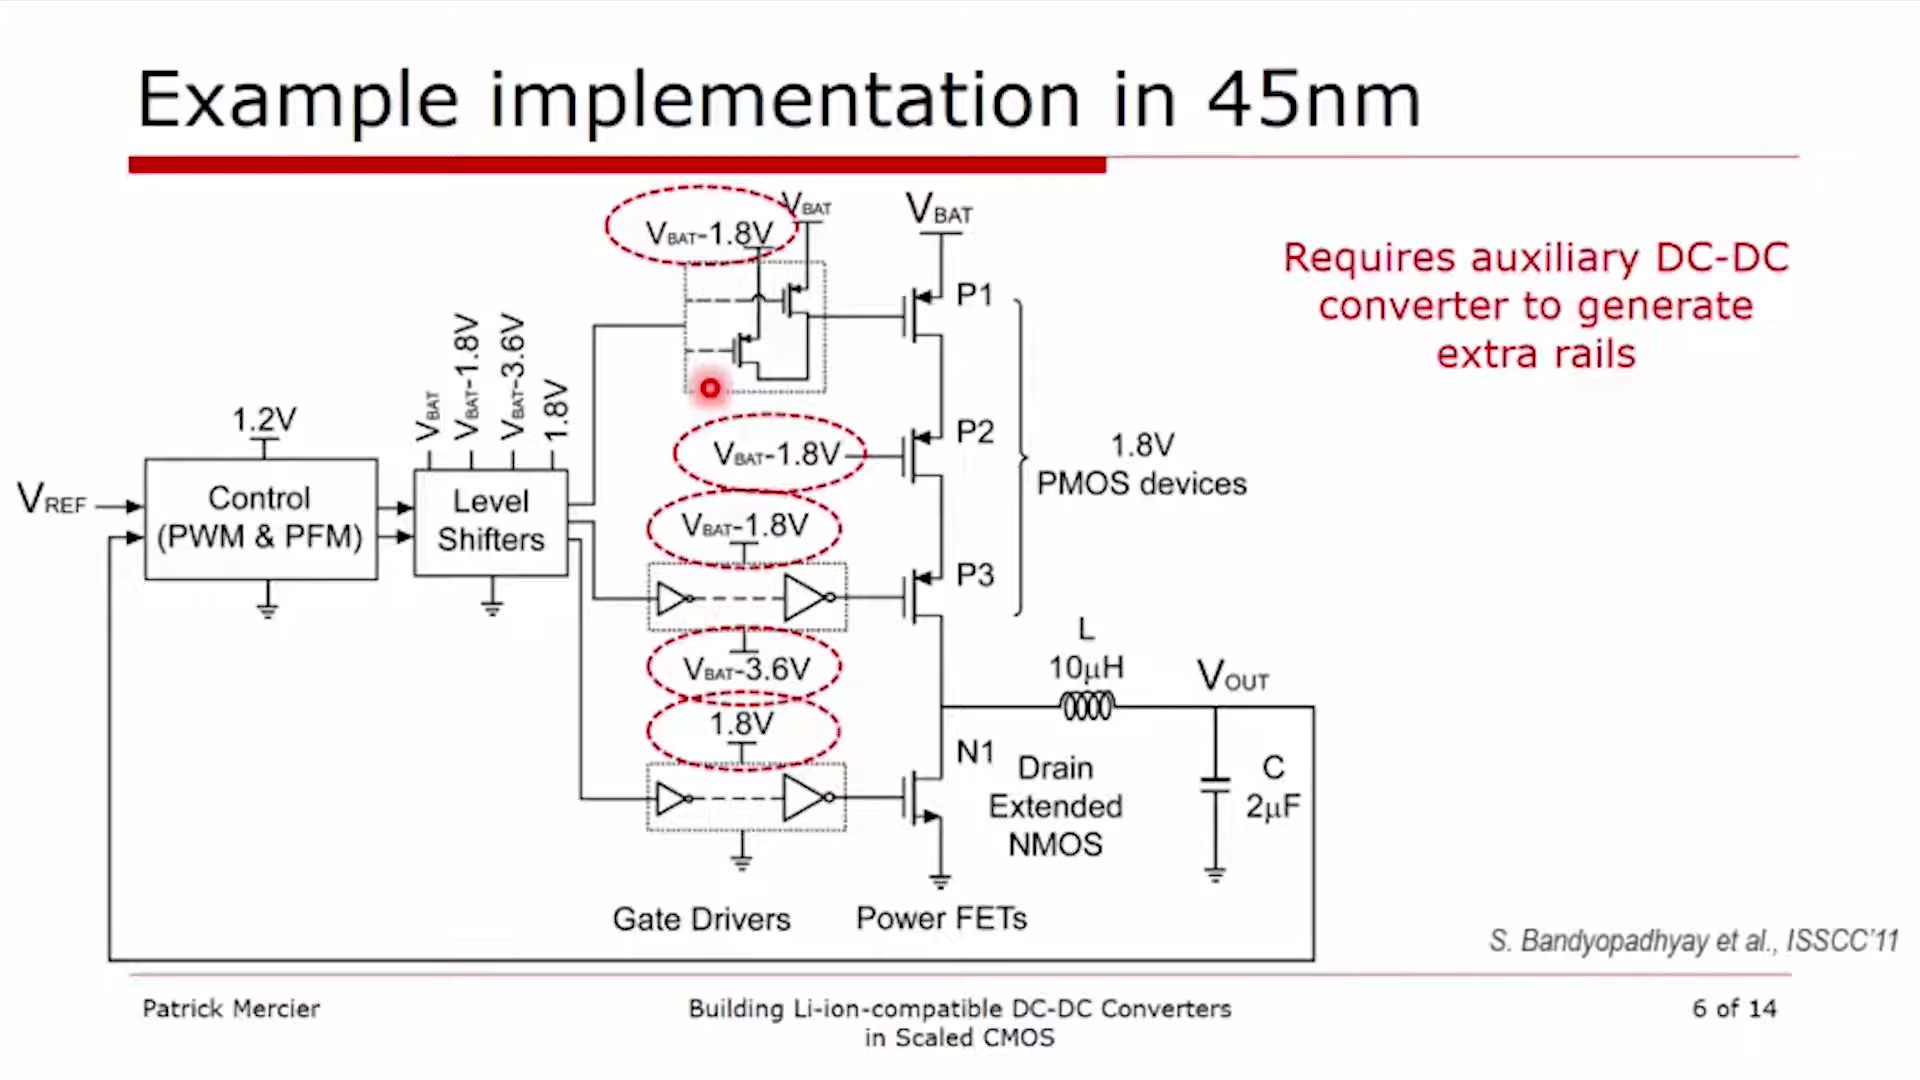 Example implementation in 45nm
VBAT-1.8V
VBAT
VBAT
Requires auxiliary DC-DC
converter to generate
extra rails
P1
VBAT
VBAT-1.8V
VBAT-3.6V
1.8V
1.2V
VBAT-1.8V
P2
1.8V
PMOS devices
VREF
Control
(PWM & PFM)
Level
Shifters
VBAT-1.8V
P3
VBAT-3.6V
L
10μH
VOUT
1.8V
N1
Drain
Extended
NMOS
C
2μF
Gate Drivers
Power FETs
S. Bandyopadhyay et al., ISSCC'11
Patrick Mercier
Building Li-ion-compatible DC-DC Converters
in Scaled CMOS
6 of 14